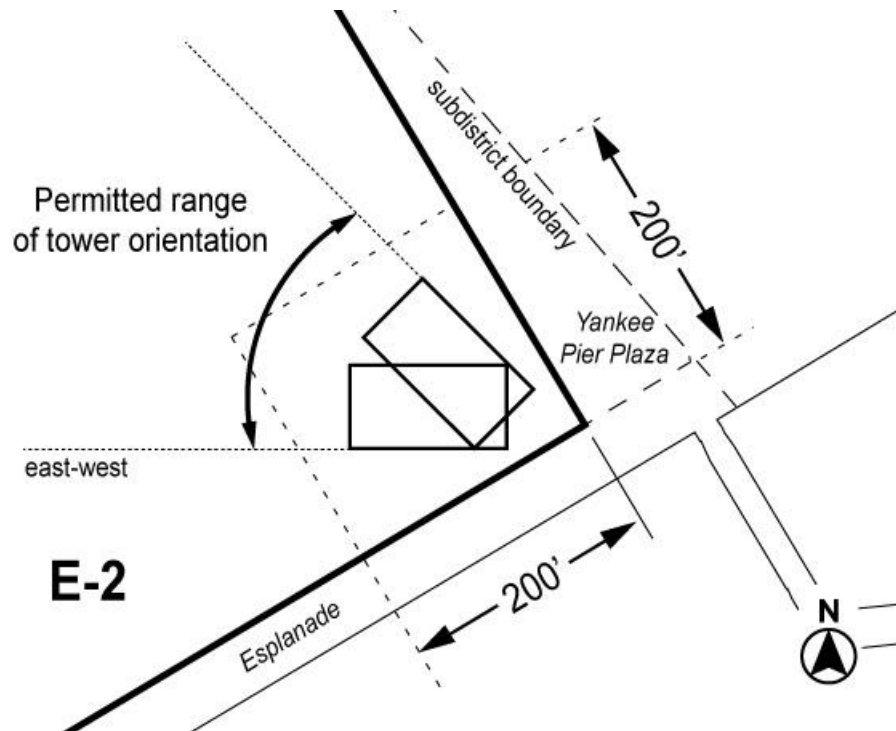 subdistrict boundary
200'
Permitted range
of tower orientation
Yankee
Pier Plaza
east-west
E-2
200'
Esplanade
N